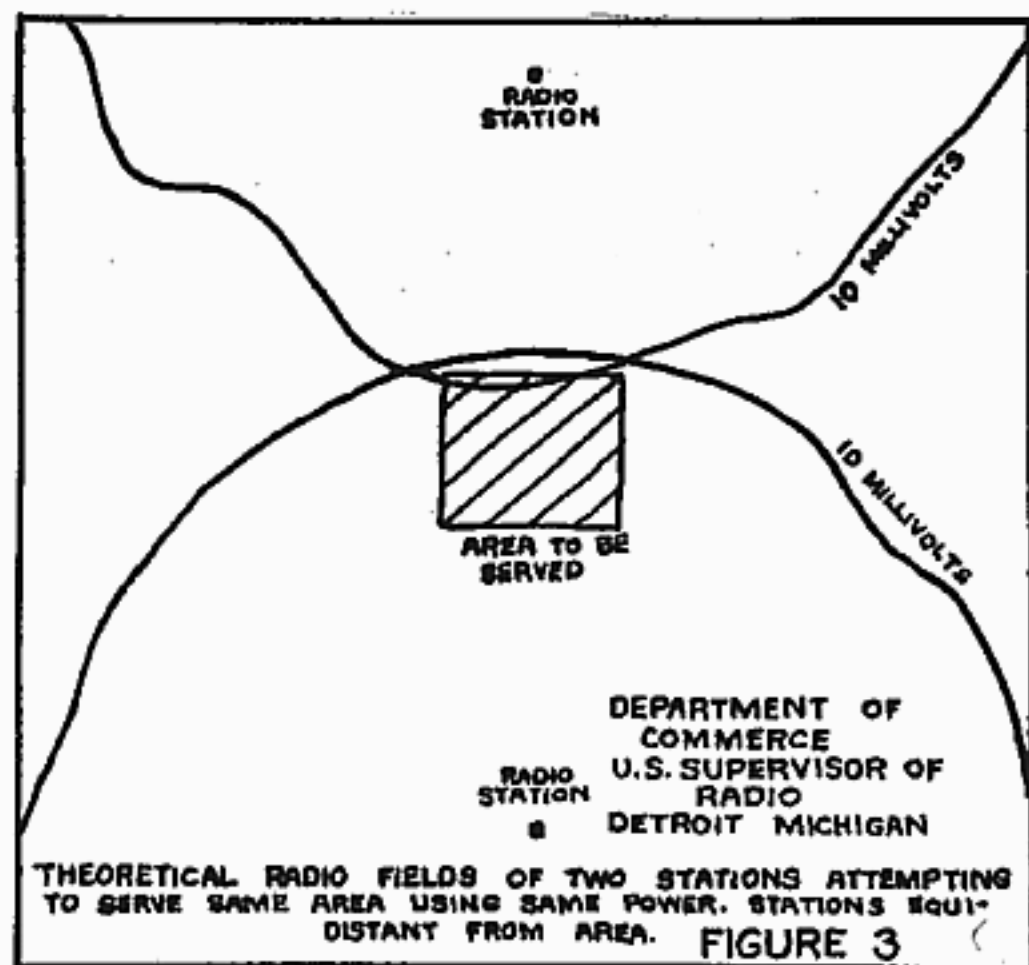 RADIO
STATION
10 MILLIVOLTS
10 MILLIVOLTS
AREA TO BE
SERVED
RADIO
STATION
DEPARTMENT OF
COMMERCE
U.S. SUPERVISOR OF
RADIO
DETROIT MICHIGAN
THEORETICAL RADIO FIELDS OF TWO STATIONS ATTEMPTING
TO SERVE SAME AREA USING SAME POWER. STATIONS EQUI-
DISTANT FROM AREA.
FIGURE 3